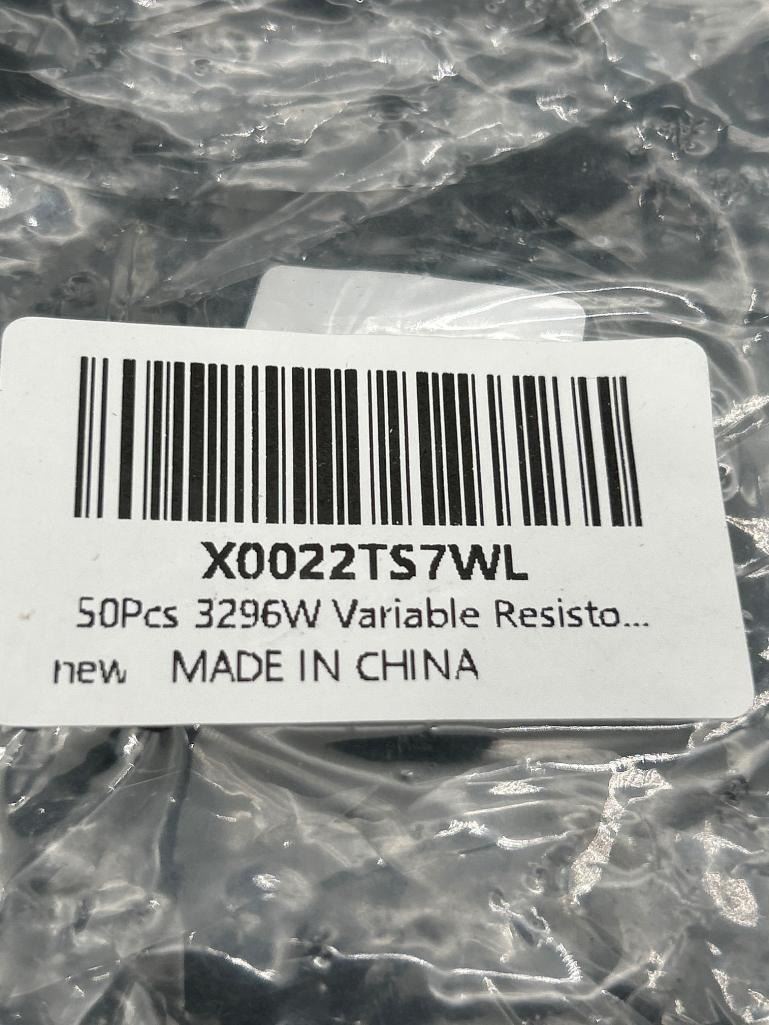 X0022TS7WL
50Pcs 3296W Variable Resisto...
new MADE IN CHINA